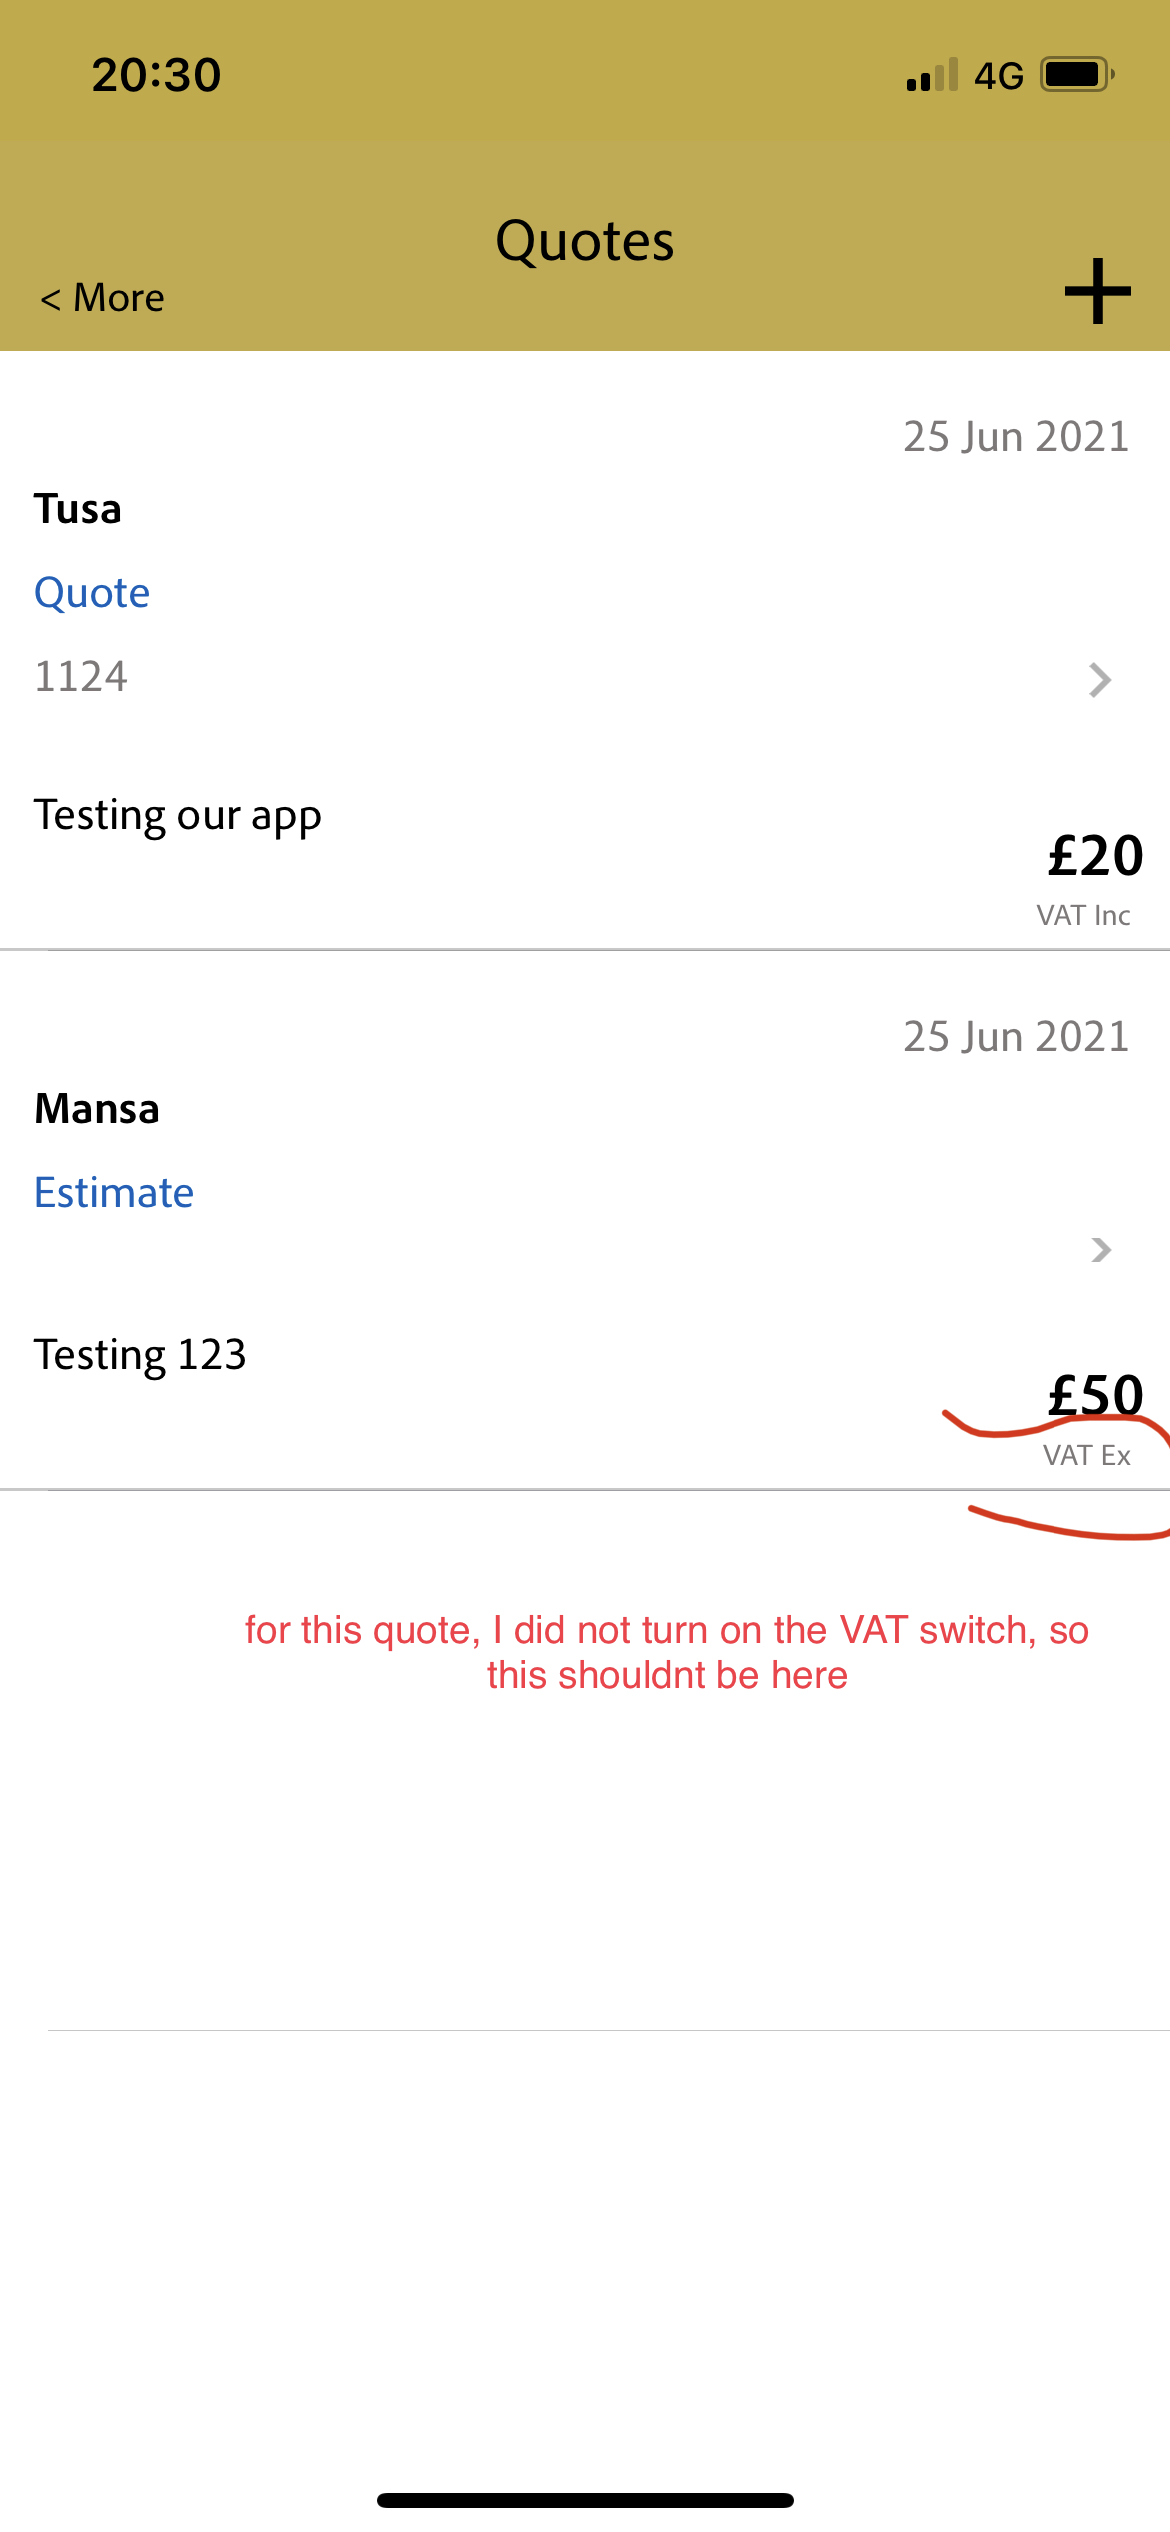 20:30
4G
Quotes
< More
+
25 Jun 2021
Tusa
Quote
1124
Testing our app
£20
VAT Inc
25 Jun 2021
Mansa
Estimate
Testing 123
£50
VAT Ex
for this quote, I did not turn on the VAT switch, so
this shouldnt be here